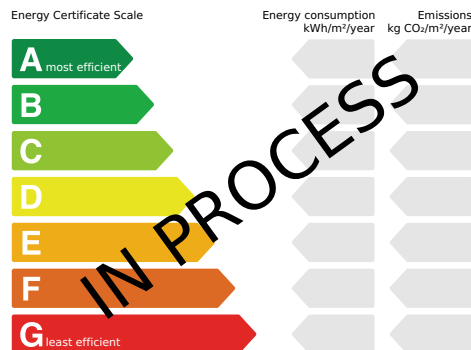 Energy Certificate Scale
Energy consumption
kWh/m²/year
Emissions
kg CO₂/m²/year
A most efficient
B
C
D
E
F
G least efficient
IN PROCESS